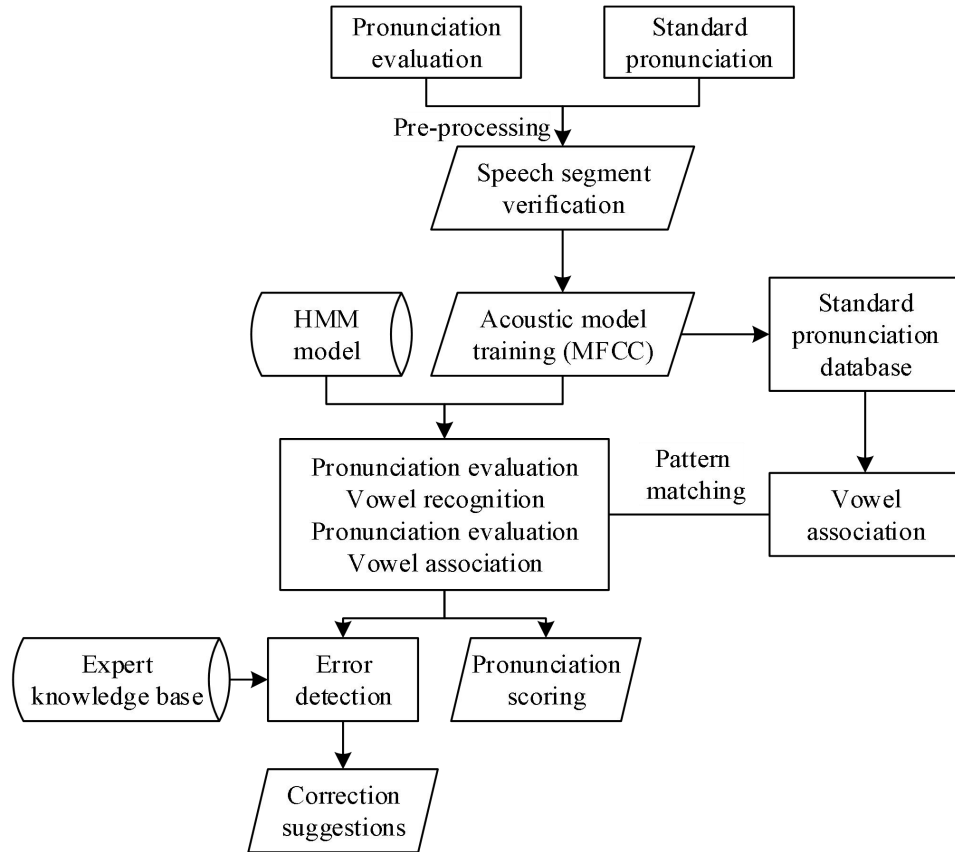 Pronunciation
evaluation
Standard
pronunciation
Pre-processing
Speech segment
verification
HMM
model
Acoustic model
training (MFCC)
Standard
pronunciation
database
Pronunciation evaluation
Vowel recognition
Pronunciation evaluation
Vowel association
Pattern
matching
Vowel
association
Expert
knowledge base
Error
detection
Pronunciation
scoring
Correction
suggestions